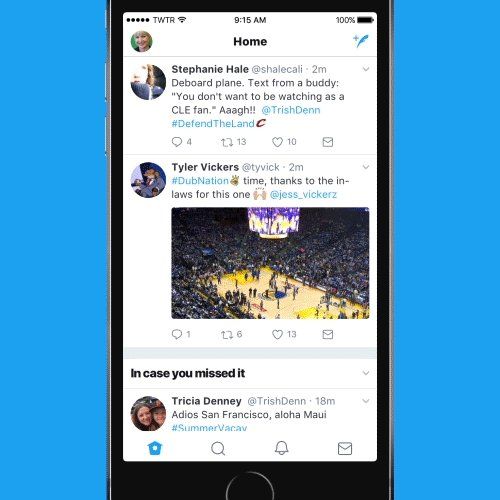 TWTR 9:15 AM 100%
Home
Stephanie Hale @shalecali · 2m
Deboard plane. Text from a buddy:
"You don't want to be watching as a
CLE fan." Aaagh!! @TrishDenn
#DefendTheLand
4 13 10
Tyler Vickers @tyvick · 2m
#DubNation✌🏽 time, thanks to the in-
laws for this one 🙌🏼 @jess_vickerz
1 6 13
In case you missed it
Tricia Denney @TrishDenn · 18m
Adios San Francisco, aloha Maui
#SummerVacay